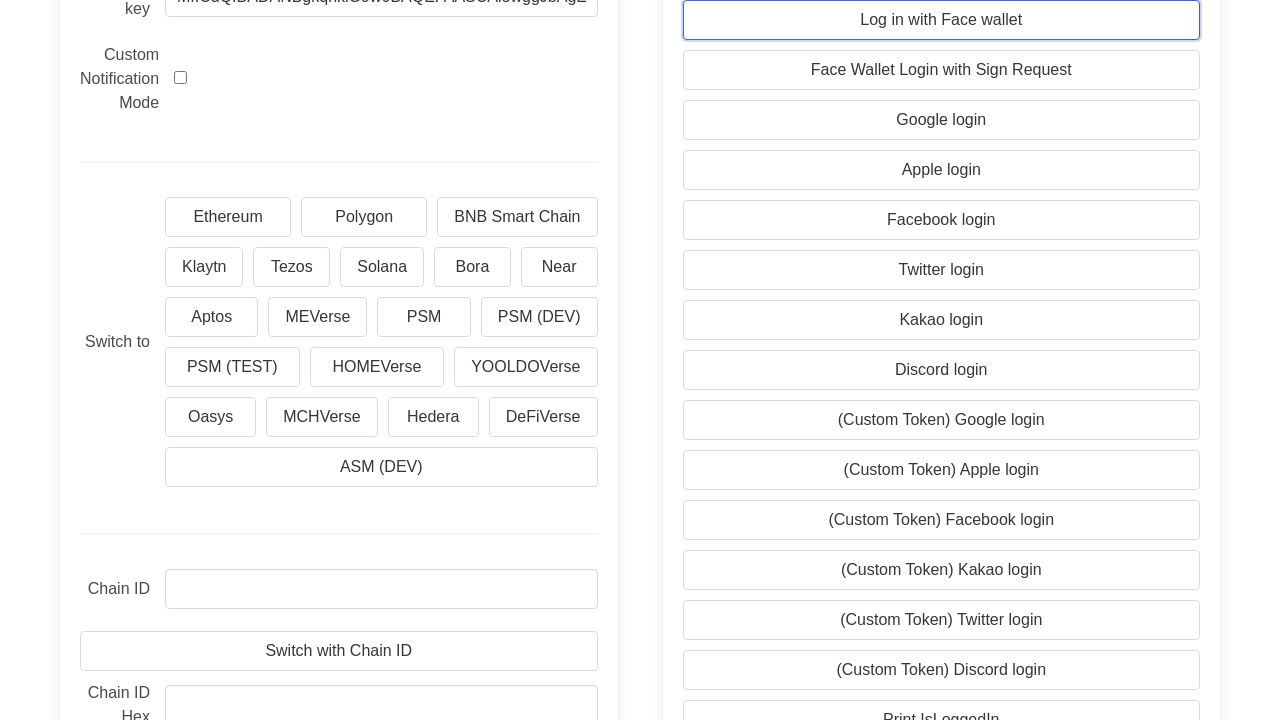 key
Custom
Notification
Mode
Ethereum
Polygon
BNB Smart Chain
Klaytn
Tezos
Solana
Bora
Near
Switch to
Aptos
MEVerse
PSM
PSM (DEV)
PSM (TEST)
HOMEVerse
YOOLDOVerse
Oasys
MCHVerse
Hedera
DeFiVerse
ASM (DEV)
Chain ID
Switch with Chain ID
Chain ID
Hex
Log in with Face wallet
Face Wallet Login with Sign Request
Google login
Apple login
Facebook login
Twitter login
Kakao login
Discord login
(Custom Token) Google login
(Custom Token) Apple login
(Custom Token) Facebook login
(Custom Token) Kakao login
(Custom Token) Twitter login
(Custom Token) Discord login
Print IsLoggedIn